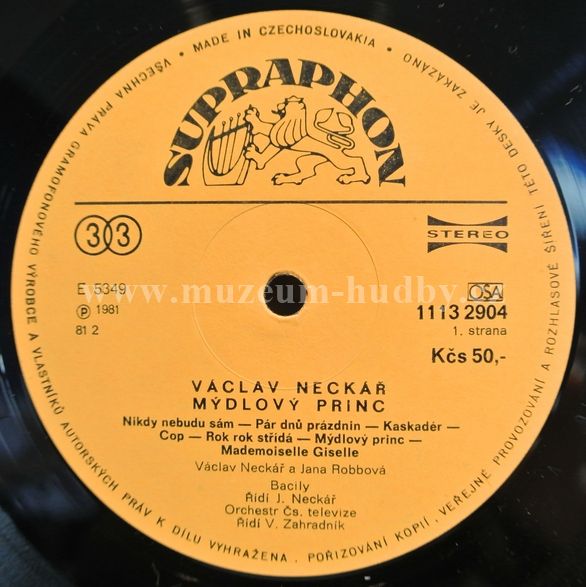 VŠECHNA PRÁVA GRAMOFONOVÉHO VÝROBCE A VLASTNÍKŮ AUTORSKÝCH PRÁV K DÍLU VYHRAŽENA. POŘIZOVÁNÍ KOPIÍ, VEŘEJNÉ PROVOZOVÁNÍ A ROZHLASOVÉ ŠÍŘENÍ TÉTO DESKY JE ZAKÁZÁNO
• MADE IN CZECHOSLOVAKIA •
SUPRAPHON
33
STEREO
E 5349
℗ 1981
81 2
OSA
1113 2904
1. strana
Kčs 50,-
www.muzeum-hudby.
VÁCLAV NECKÁŘ
MÝDLOVÝ PRINC
Nikdy nebudu sám — Pár dnů prázdnin — Kaskadér —
Cop — Rok rok střídá — Mýdlový princ —
Mademoiselle Giselle
Václav Neckář a Jana Robbová
Bacily
Řídí J. Neckář
Orchestr Čs. televize
Řídí V. Zahradník